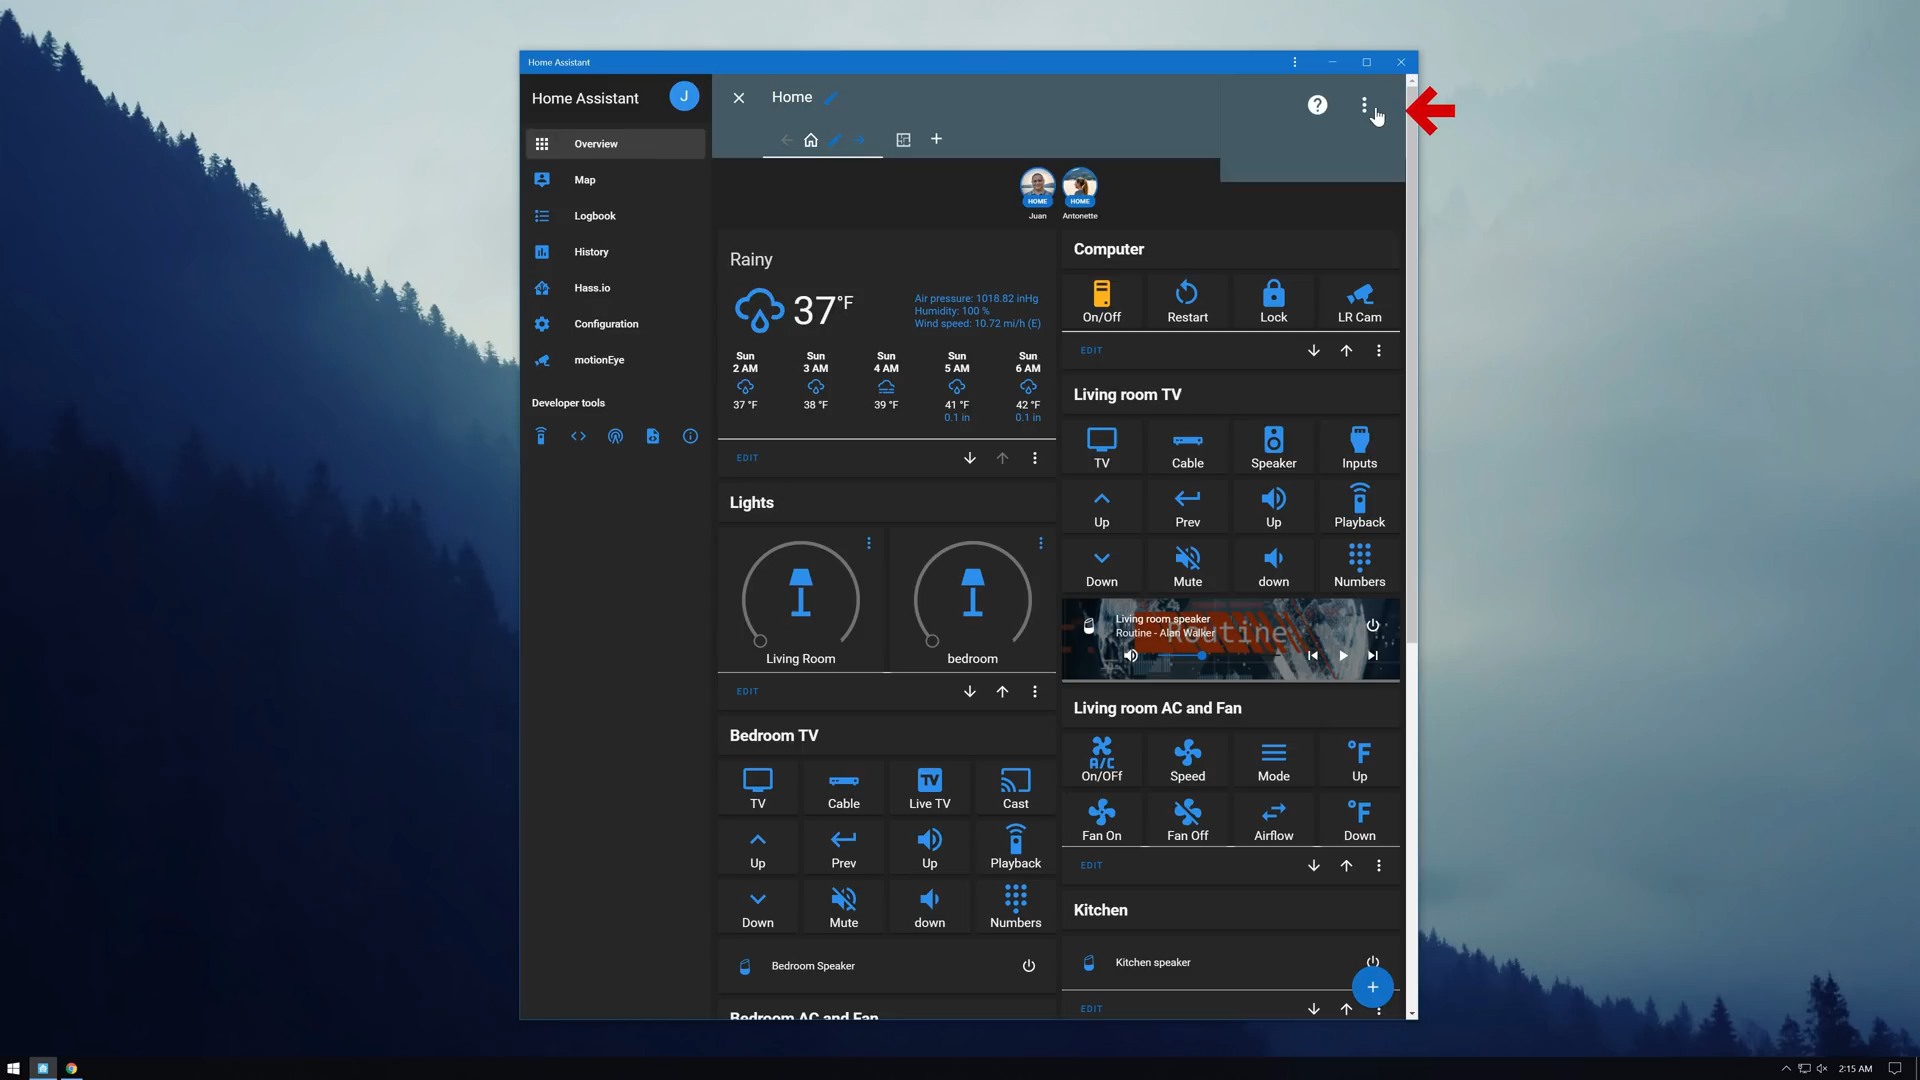 Home Assistant
Home Assistant
J
Home
Overview
Map
Logbook
History
Hass.io
Configuration
motionEye
Developer tools
HOME
HOME
Juan
Antonette
Rainy
37°F
Air pressure: 1018.82 inHg
Humidity: 100 %
Wind speed: 10.72 mi/h (E)
Sun Sun Sun Sun Sun
2 AM 3 AM 4 AM 5 AM 6 AM
37 °F 38 °F 39 °F 41 °F 42 °F
0.1 in 0.1 in
EDIT
Lights
Living Room
bedroom
EDIT
Bedroom TV
TV
TV Cable Live TV Cast
Up Prev Up Playback
Down Mute down Numbers
Bedroom Speaker
Bedroom AC and Fan
Computer
On/Off Restart Lock LR Cam
EDIT
Living room TV
TV Cable Speaker Inputs
Up Prev Up Playback
Down Mute down Numbers
Living room speaker
Routine - Alan Walker
Routine
Living room AC and Fan
A/C °F
On/OFf Speed Mode Up
°F
Fan On Fan Off Airflow Down
EDIT
Kitchen
Kitchen speaker
EDIT
2:15 AM